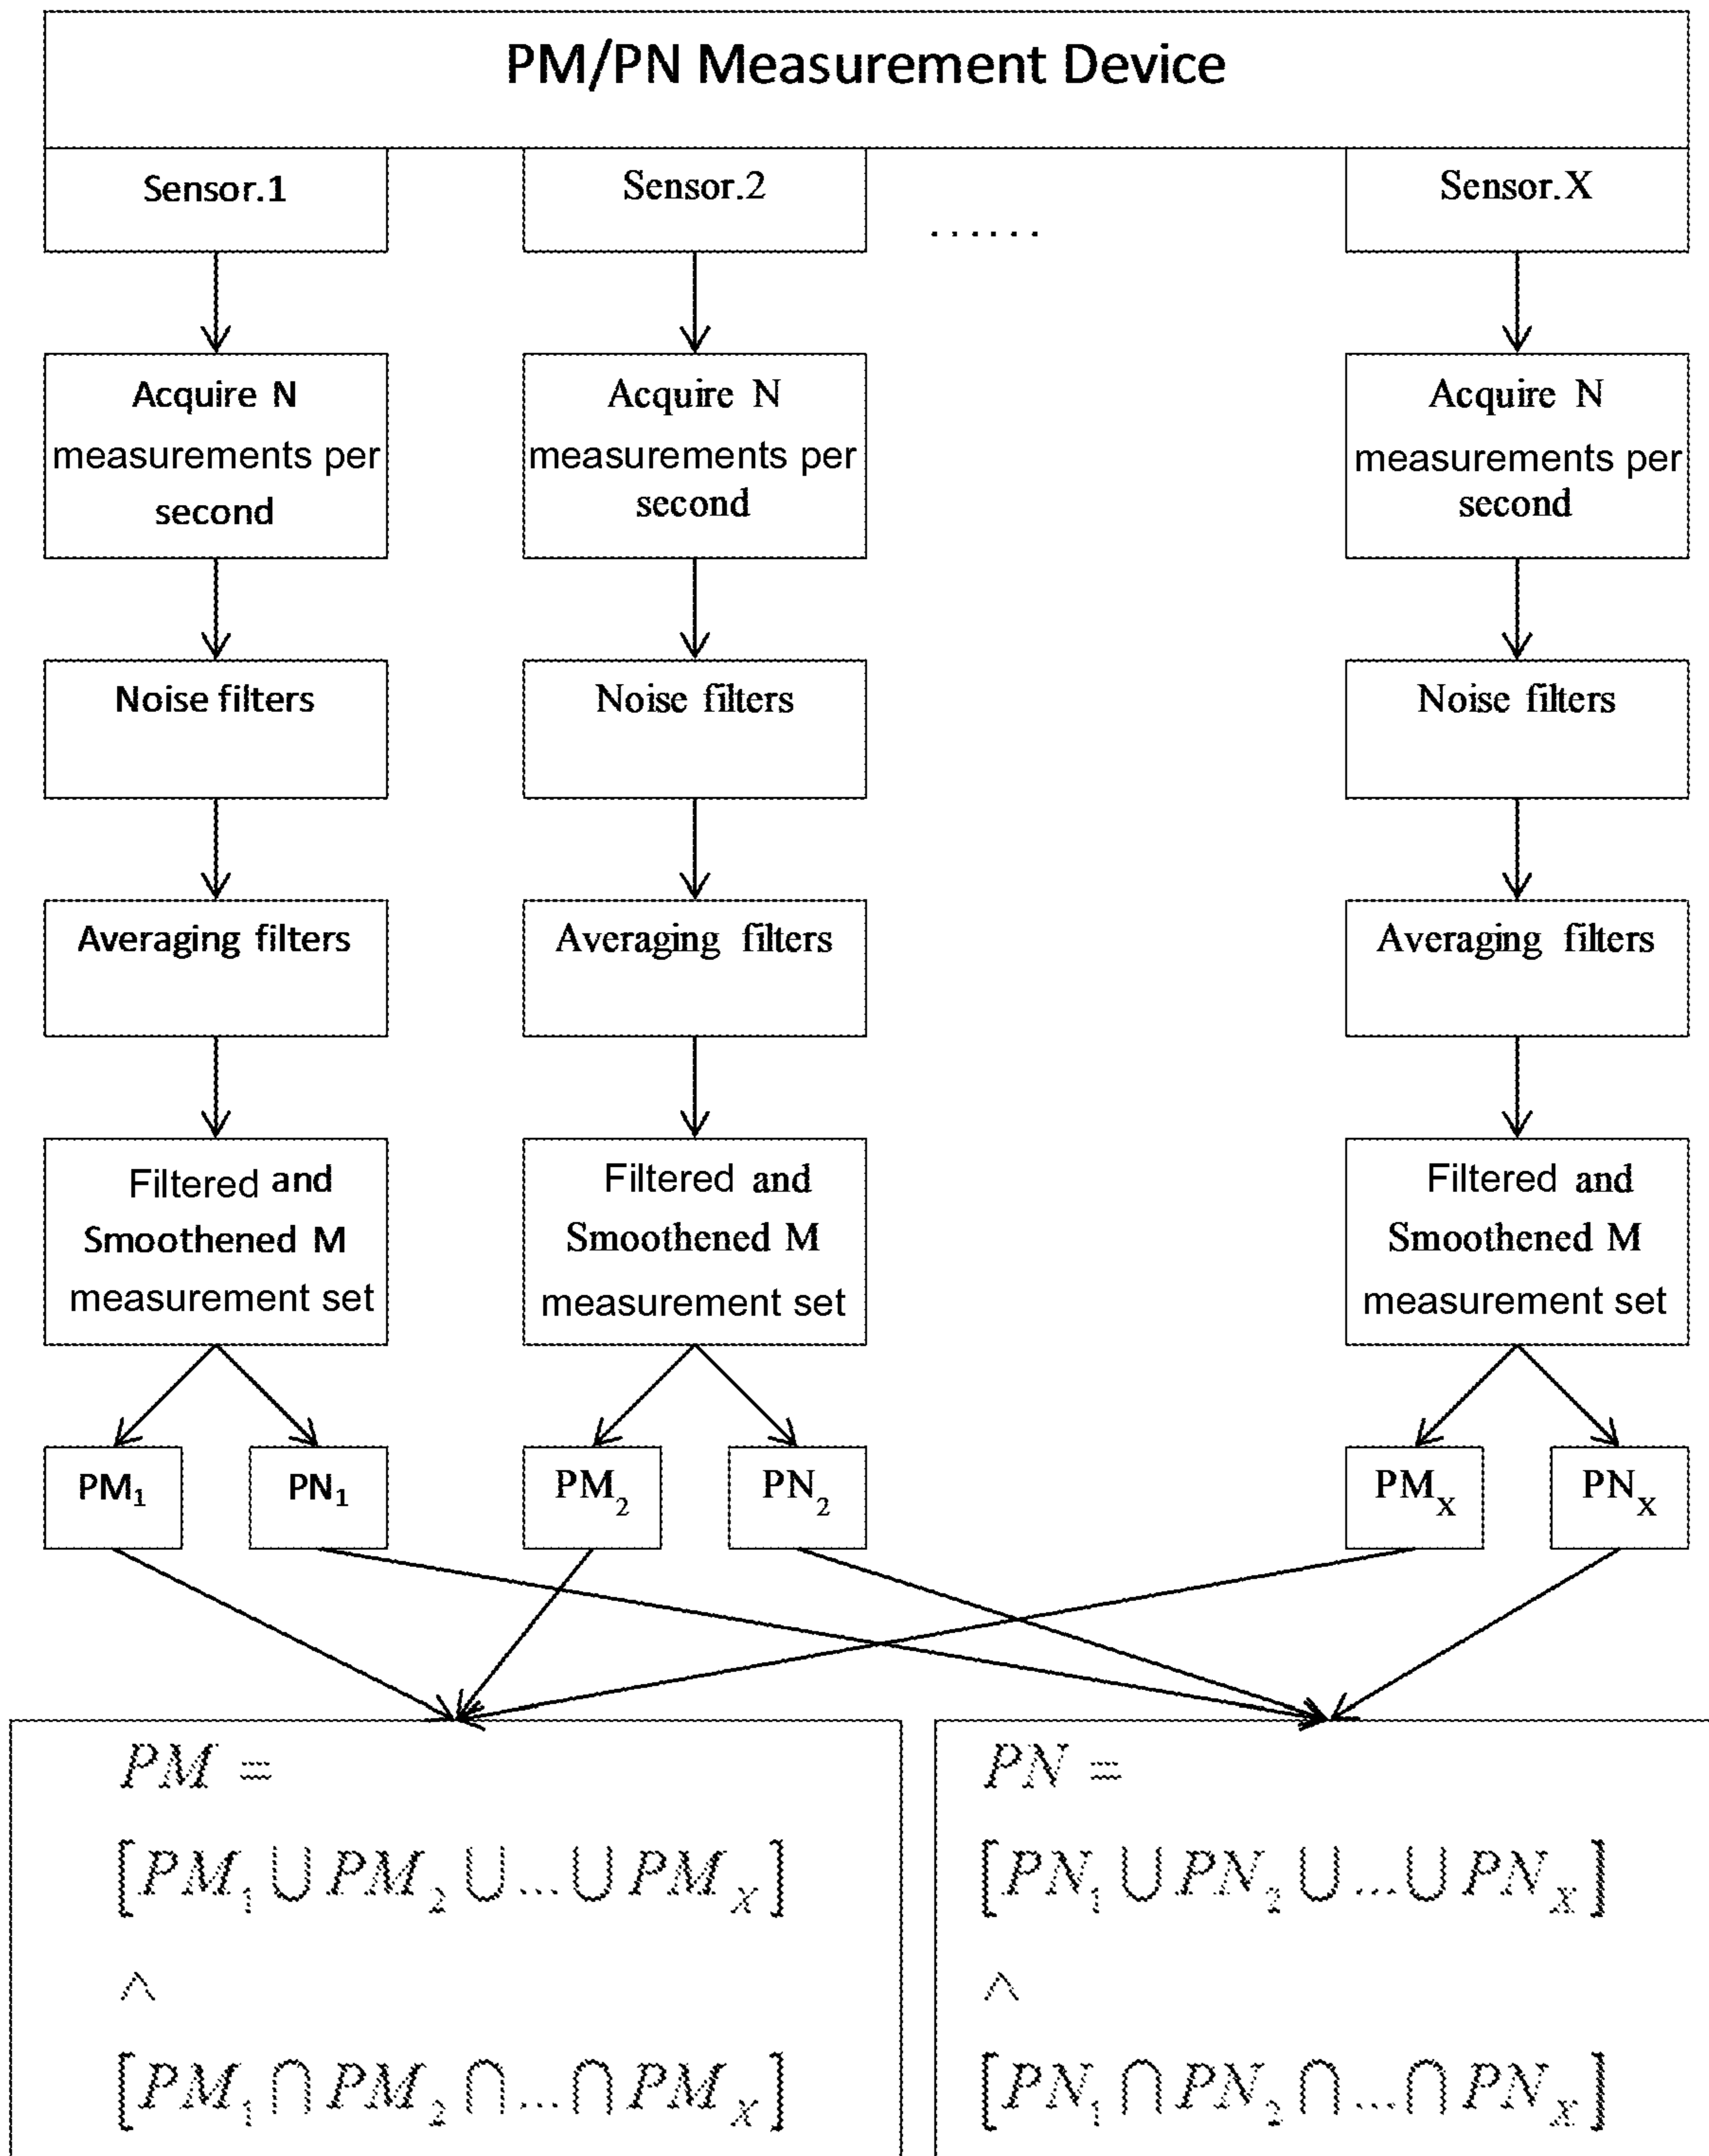 PM/PN Measurement Device
Sensor.1
Sensor.2
......
Sensor.X
Acquire N
measurements per
second
Acquire N
measurements per
second
Acquire N
measurements per
second
Noise filters
Noise filters
Noise filters
Averaging filters
Averaging filters
Averaging filters
Filtered and
Smoothened M
measurement set
Filtered and
Smoothened M
measurement set
Filtered and
Smoothened M
measurement set
PM₁
PN₁
PM₂
PN₂
PMₓ
PNₓ
PM =
[PM₁ ⋃ PM₂ ⋃ ... ⋃ PMₓ]
∧
[PM₁ ⋂ PM₂ ⋂ ... ⋂ PMₓ]
PN =
[PN₁ ⋃ PN₂ ⋃ ... ⋃ PNₓ]
∧
[PN₁ ⋂ PN₂ ⋂ ... ⋂ PNₓ]